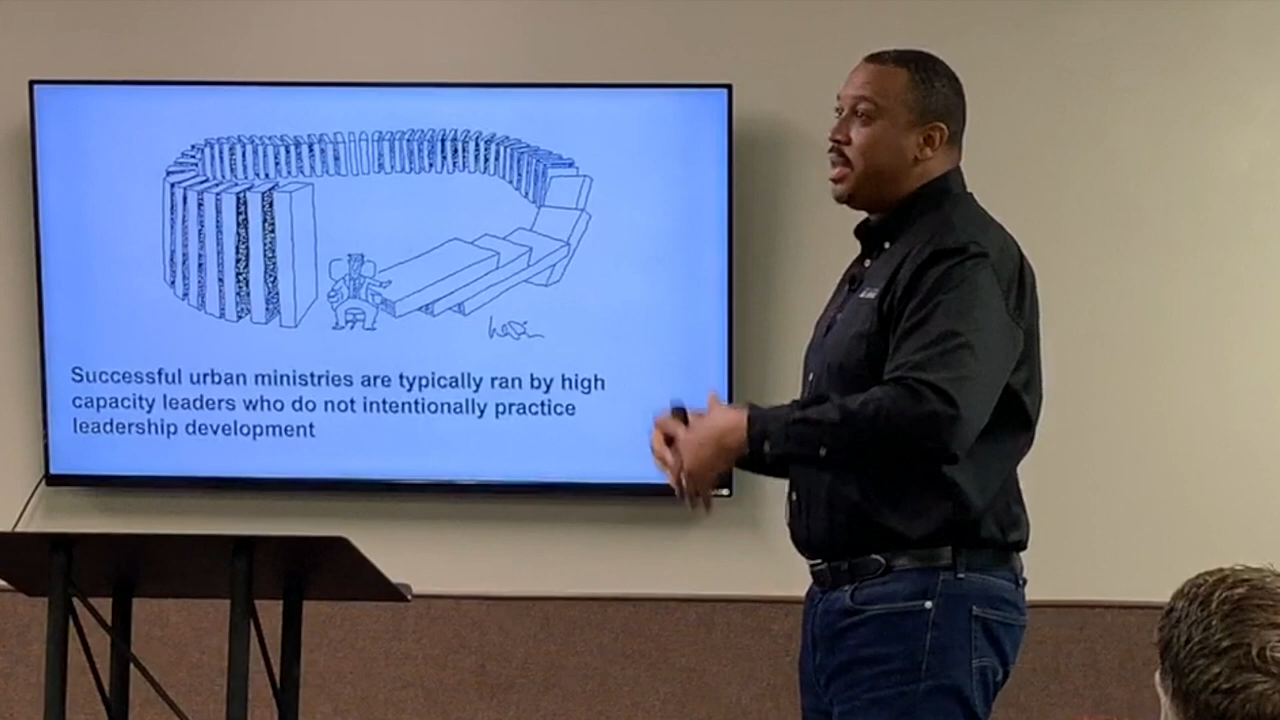 Successful urban ministries are typically ran by high
capacity leaders who do not intentionally practice
leadership development